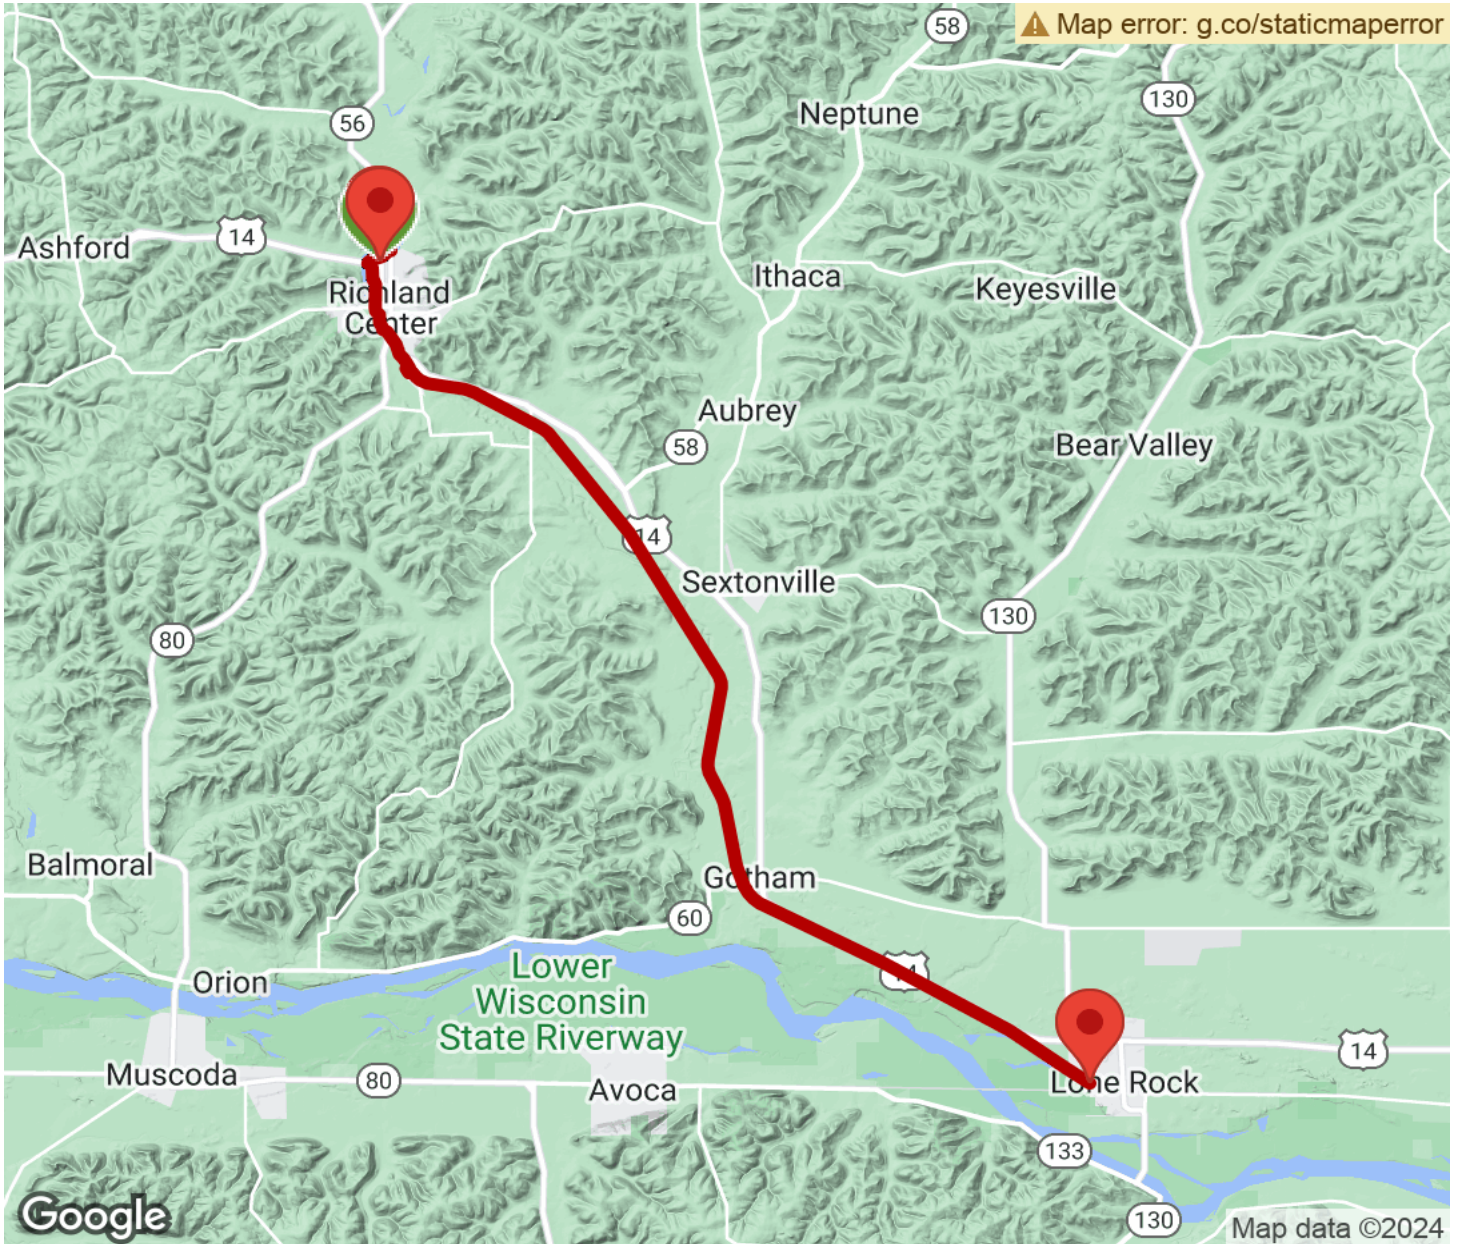 58
Map error: g.co/staticmaperror
130
Neptune
56
14
Ashford
Ithaca
Keyesville
Richland
Center
Aubrey
58
Bear Valley
14
Sextonville
130
80
Balmoral
Gotham
60
Orion
Lower
Wisconsin
State Riverway
14
14
Muscoda
80
Avoca
Lone Rock
133
130
Google
Map data ©2024